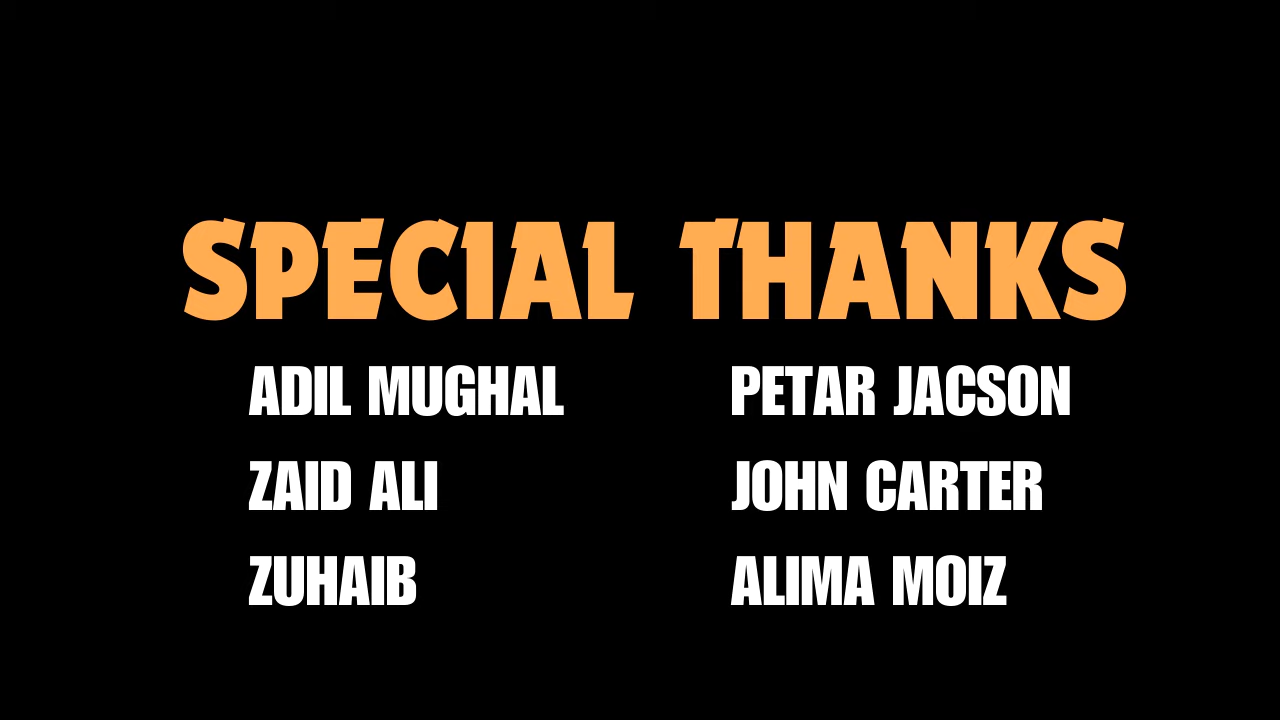 SPECIAL THANKS
ADIL MUGHAL
ZAID ALI
ZUHAIB
PETAR JACSON
JOHN CARTER
ALIMA MOIZ